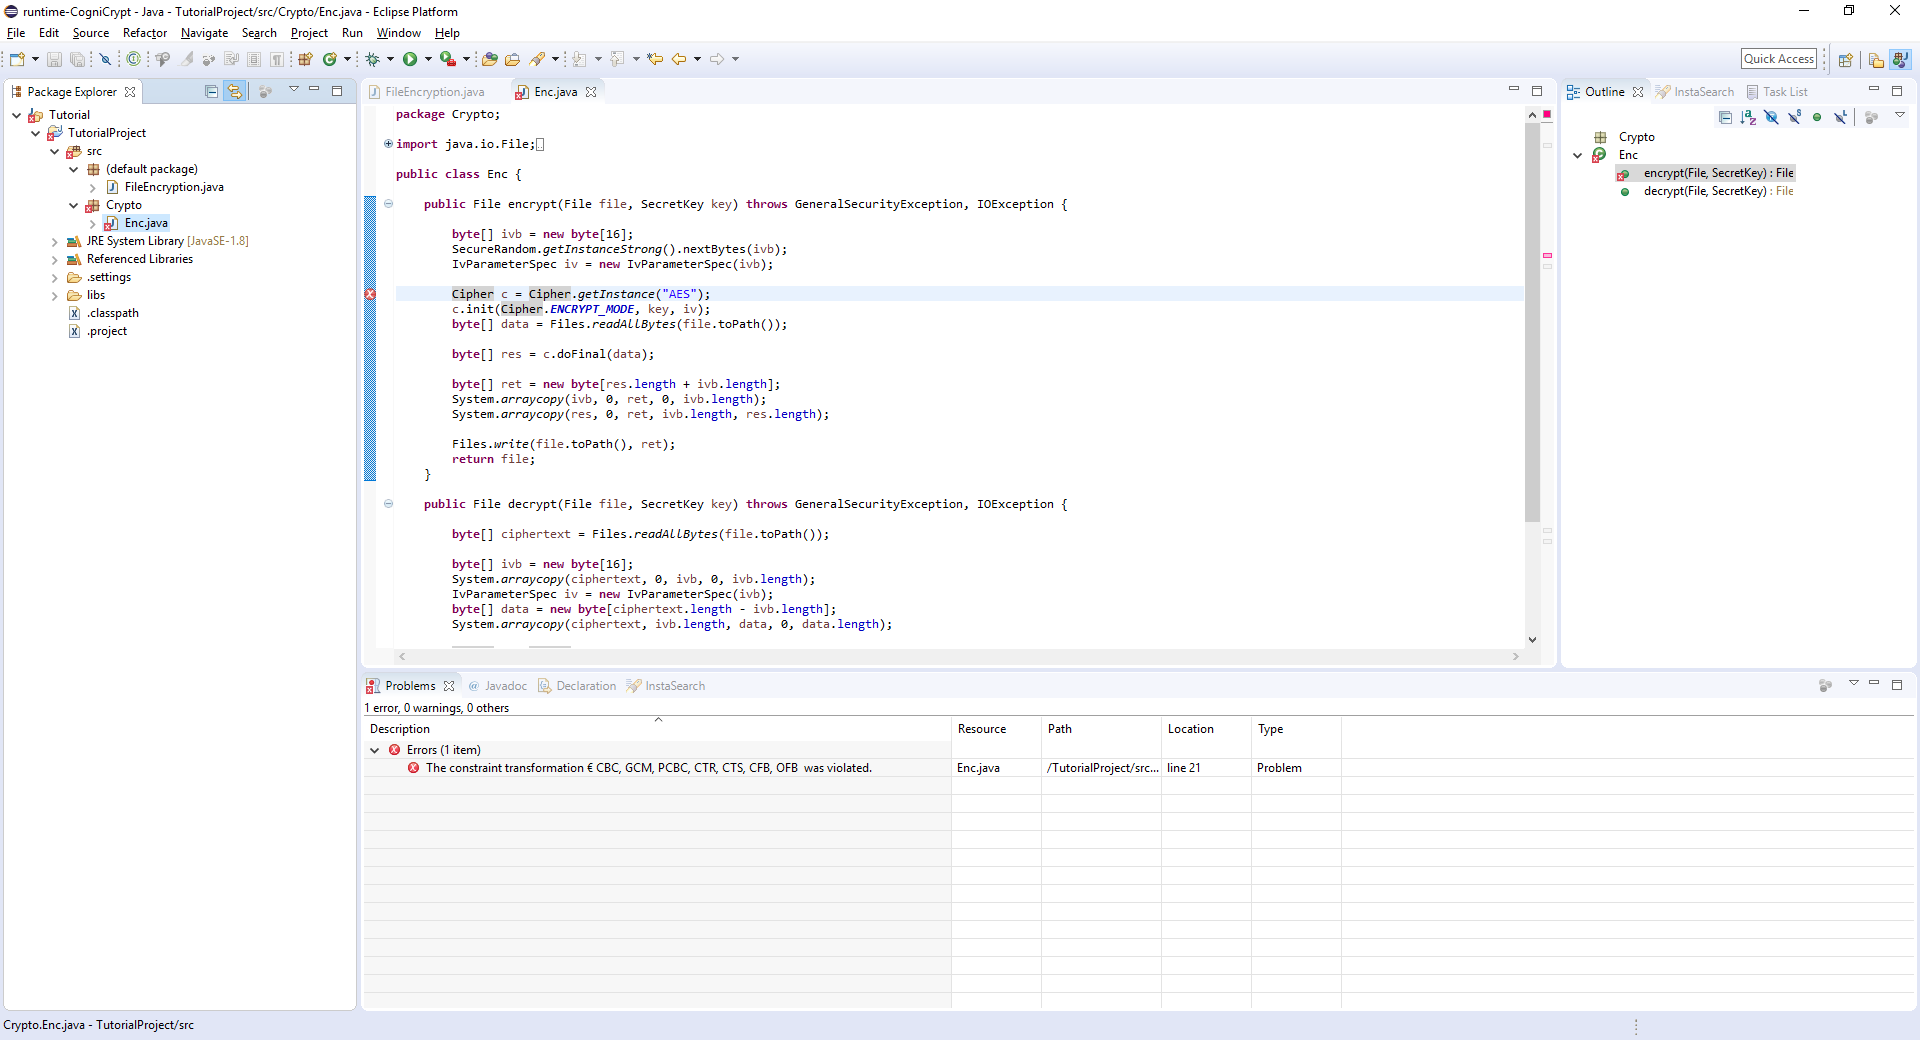 runtime-CogniCrypt - Java - TutorialProject/src/Crypto/Enc.java - Eclipse Platform
File Edit Source Refactor Navigate Search Project Run Window Help
Quick Access
Package Explorer
Tutorial
TutorialProject
src
(default package)
FileEncryption.java
Crypto
Enc.java
JRE System Library [JavaSE-1.8]
Referenced Libraries
.settings
libs
.classpath
.project
FileEncryption.java
Enc.java
package Crypto;
import java.io.File;
public class Enc {
public File encrypt(File file, SecretKey key) throws GeneralSecurityException, IOException {
byte[] ivb = new byte[16];
SecureRandom.getInstanceStrong().nextBytes(ivb);
IvParameterSpec iv = new IvParameterSpec(ivb);
Cipher c = Cipher.getInstance("AES");
c.init(Cipher.ENCRYPT_MODE, key, iv);
byte[] data = Files.readAllBytes(file.toPath());
byte[] res = c.doFinal(data);
byte[] ret = new byte[res.length + ivb.length];
System.arraycopy(ivb, 0, ret, 0, ivb.length);
System.arraycopy(res, 0, ret, ivb.length, res.length);
Files.write(file.toPath(), ret);
return file;
}
public File decrypt(File file, SecretKey key) throws GeneralSecurityException, IOException {
byte[] ciphertext = Files.readAllBytes(file.toPath());
byte[] ivb = new byte[16];
System.arraycopy(ciphertext, 0, ivb, 0, ivb.length);
IvParameterSpec iv = new IvParameterSpec(ivb);
byte[] data = new byte[ciphertext.length - ivb.length];
System.arraycopy(ciphertext, ivb.length, data, 0, data.length);
Outline InstaSearch Task List
Crypto
Enc
encrypt(File, SecretKey) : File
decrypt(File, SecretKey) : File
Problems Javadoc Declaration InstaSearch
1 error, 0 warnings, 0 others
Description Resource Path Location Type
Errors (1 item)
The constraint transformation € CBC, GCM, PCBC, CTR, CTS, CFB, OFB was violated. Enc.java /TutorialProject/src... line 21 Problem
Crypto.Enc.java - TutorialProject/src